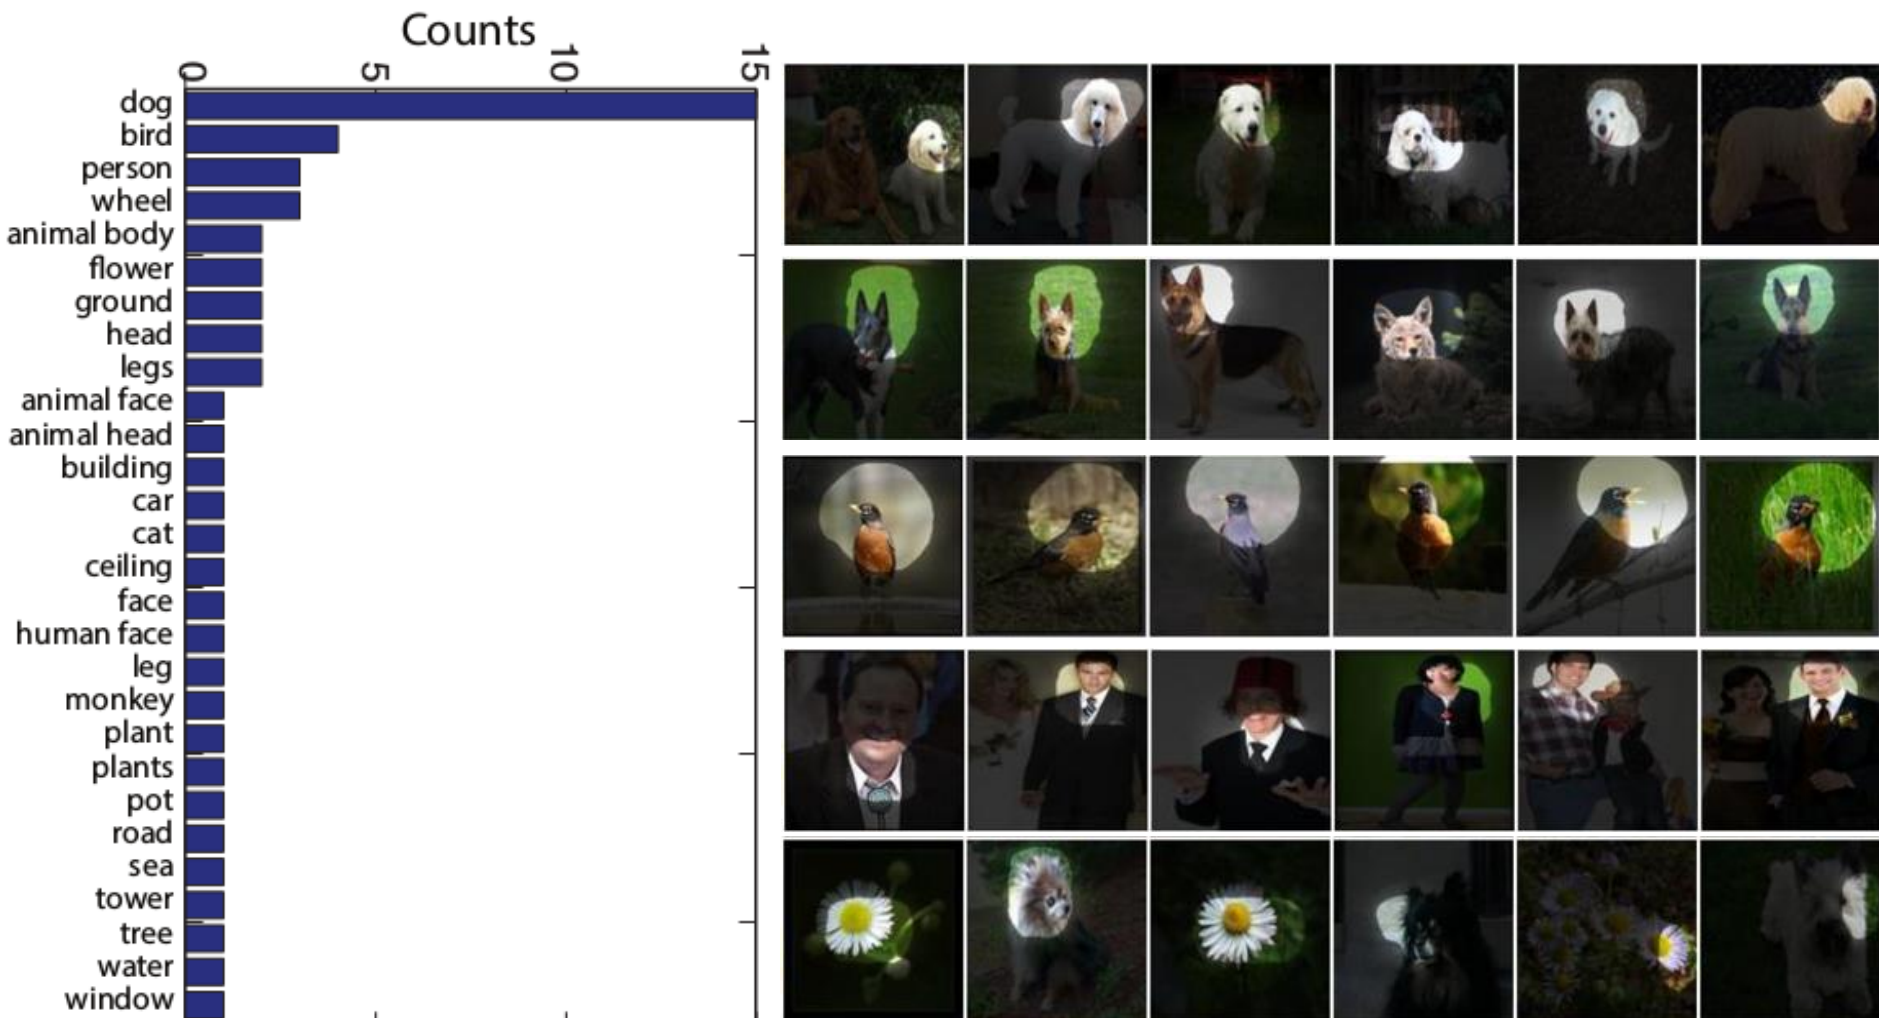 Counts
0 5 10 15
dog
bird
person
wheel
animal body
flower
ground
head
legs
animal face
animal head
building
car
cat
ceiling
face
human face
leg
monkey
plant
plants
pot
road
sea
tower
tree
water
window